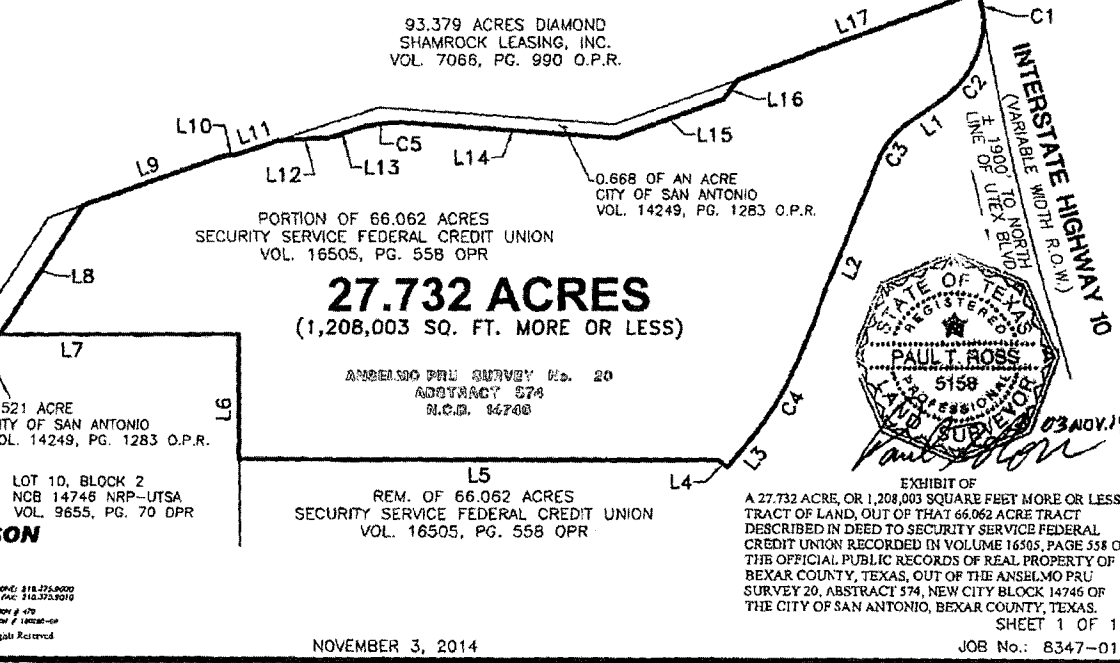 93.379 ACRES DIAMOND
SHAMROCK LEASING, INC.
VOL. 7066, PG. 990 O.P.R.
L17
C1
L16
C2
L10
L11
L15
L1
L9
L12
L13
C5
L14
C3
INTERSTATE HIGHWAY 10
(VARIABLE WIDTH R.O.W.)
± 1900' TO NORTH
LINE OF UTEX BLVD
0.668 OF AN ACRE
CITY OF SAN ANTONIO
VOL. 14249, PG. 1283 O.P.R.
PORTION OF 66.062 ACRES
SECURITY SERVICE FEDERAL CREDIT UNION
VOL. 16505, PG. 558 OPR
L8
L2
27.732 ACRES
(1,208,003 SQ. FT. MORE OR LESS)
L7
ANSELMO PRU SURVEY No. 20
ABSTRACT 574
N.C.B. 14746
STATE OF TEXAS
REGISTERED
PAUL T. ROSS
5158
PROFESSIONAL
LAND SURVEYOR
03 NOV.
L6
C4
521 ACRE
TY OF SAN ANTONIO
OL. 14249, PG. 1283 O.P.R.
L5
L4
L3
LOT 10, BLOCK 2
NCB 14746 NRP-UTSA
VOL. 9655, PG. 70 DPR
SON
REM. OF 66.062 ACRES
SECURITY SERVICE FEDERAL CREDIT UNION
VOL. 16505, PG. 558 OPR
EXHIBIT OF
A 27.732 ACRE, OR 1,208,003 SQUARE FEET MORE OR LESS
TRACT OF LAND, OUT OF THAT 66.062 ACRE TRACT
DESCRIBED IN DEED TO SECURITY SERVICE FEDERAL
CREDIT UNION RECORDED IN VOLUME 16505, PAGE 558 O
THE OFFICIAL PUBLIC RECORDS OF REAL PROPERTY OF
BEXAR COUNTY, TEXAS, OUT OF THE ANSELMO PRU
SURVEY 20, ABSTRACT 574, NEW CITY BLOCK 14746 OF
THE CITY OF SAN ANTONIO, BEXAR COUNTY, TEXAS.
SHEET 1 OF 1
NOVEMBER 3, 2014
JOB No.: 8347-01